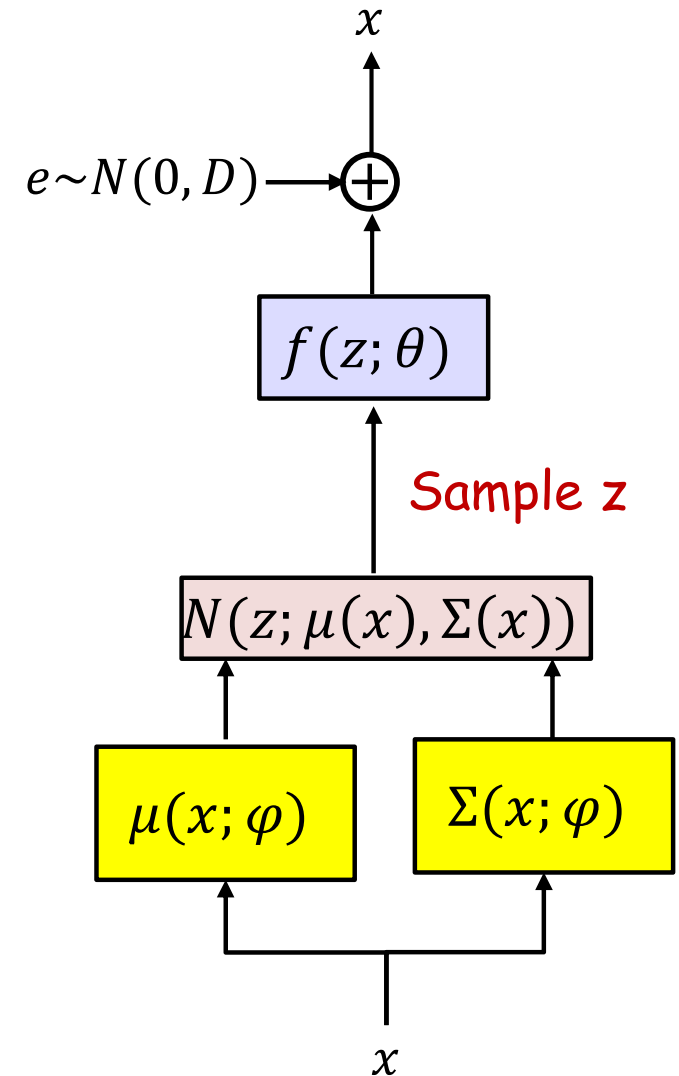 x
e~N(0, D)
+
f(z; θ)
Sample z
N(z; μ(x), Σ(x))
μ(x; φ)
Σ(x; φ)
x